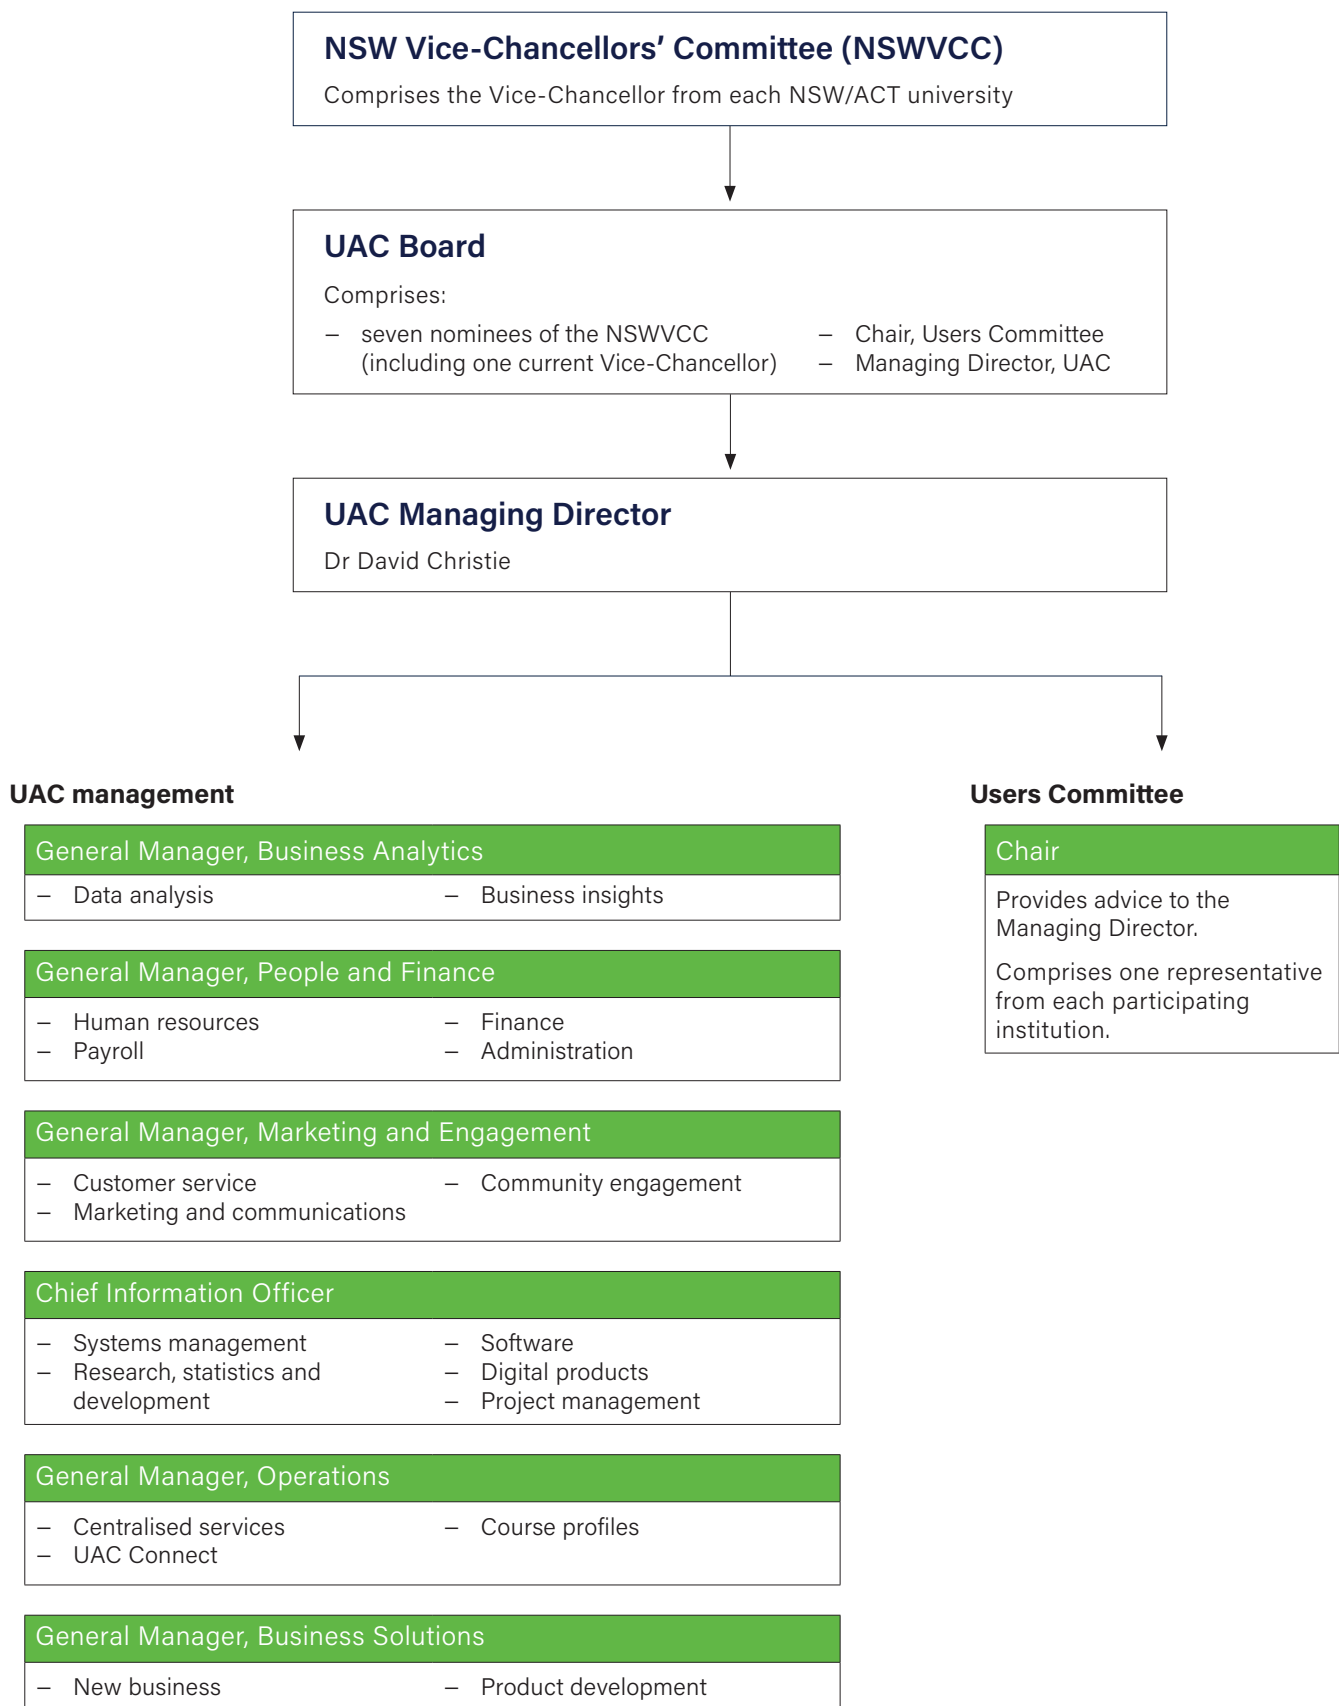 NSW Vice-Chancellors’ Committee (NSWVCC)
Comprises the Vice-Chancellor from each NSW/ACT university
UAC Board
Comprises:
– seven nominees of the NSWVCC
(including one current Vice-Chancellor)
– Chair, Users Committee
– Managing Director, UAC
UAC Managing Director
Dr David Christie
UAC management
General Manager, Business Analytics
– Data analysis
– Business insights
General Manager, People and Finance
– Human resources
– Payroll
– Finance
– Administration
General Manager, Marketing and Engagement
– Customer service
– Marketing and communications
– Community engagement
Chief Information Officer
– Systems management
– Research, statistics and
development
– Software
– Digital products
– Project management
General Manager, Operations
– Centralised services
– UAC Connect
– Course profiles
General Manager, Business Solutions
– New business
– Product development
Users Committee
Chair
Provides advice to the
Managing Director.
Comprises one representative
from each participating
institution.